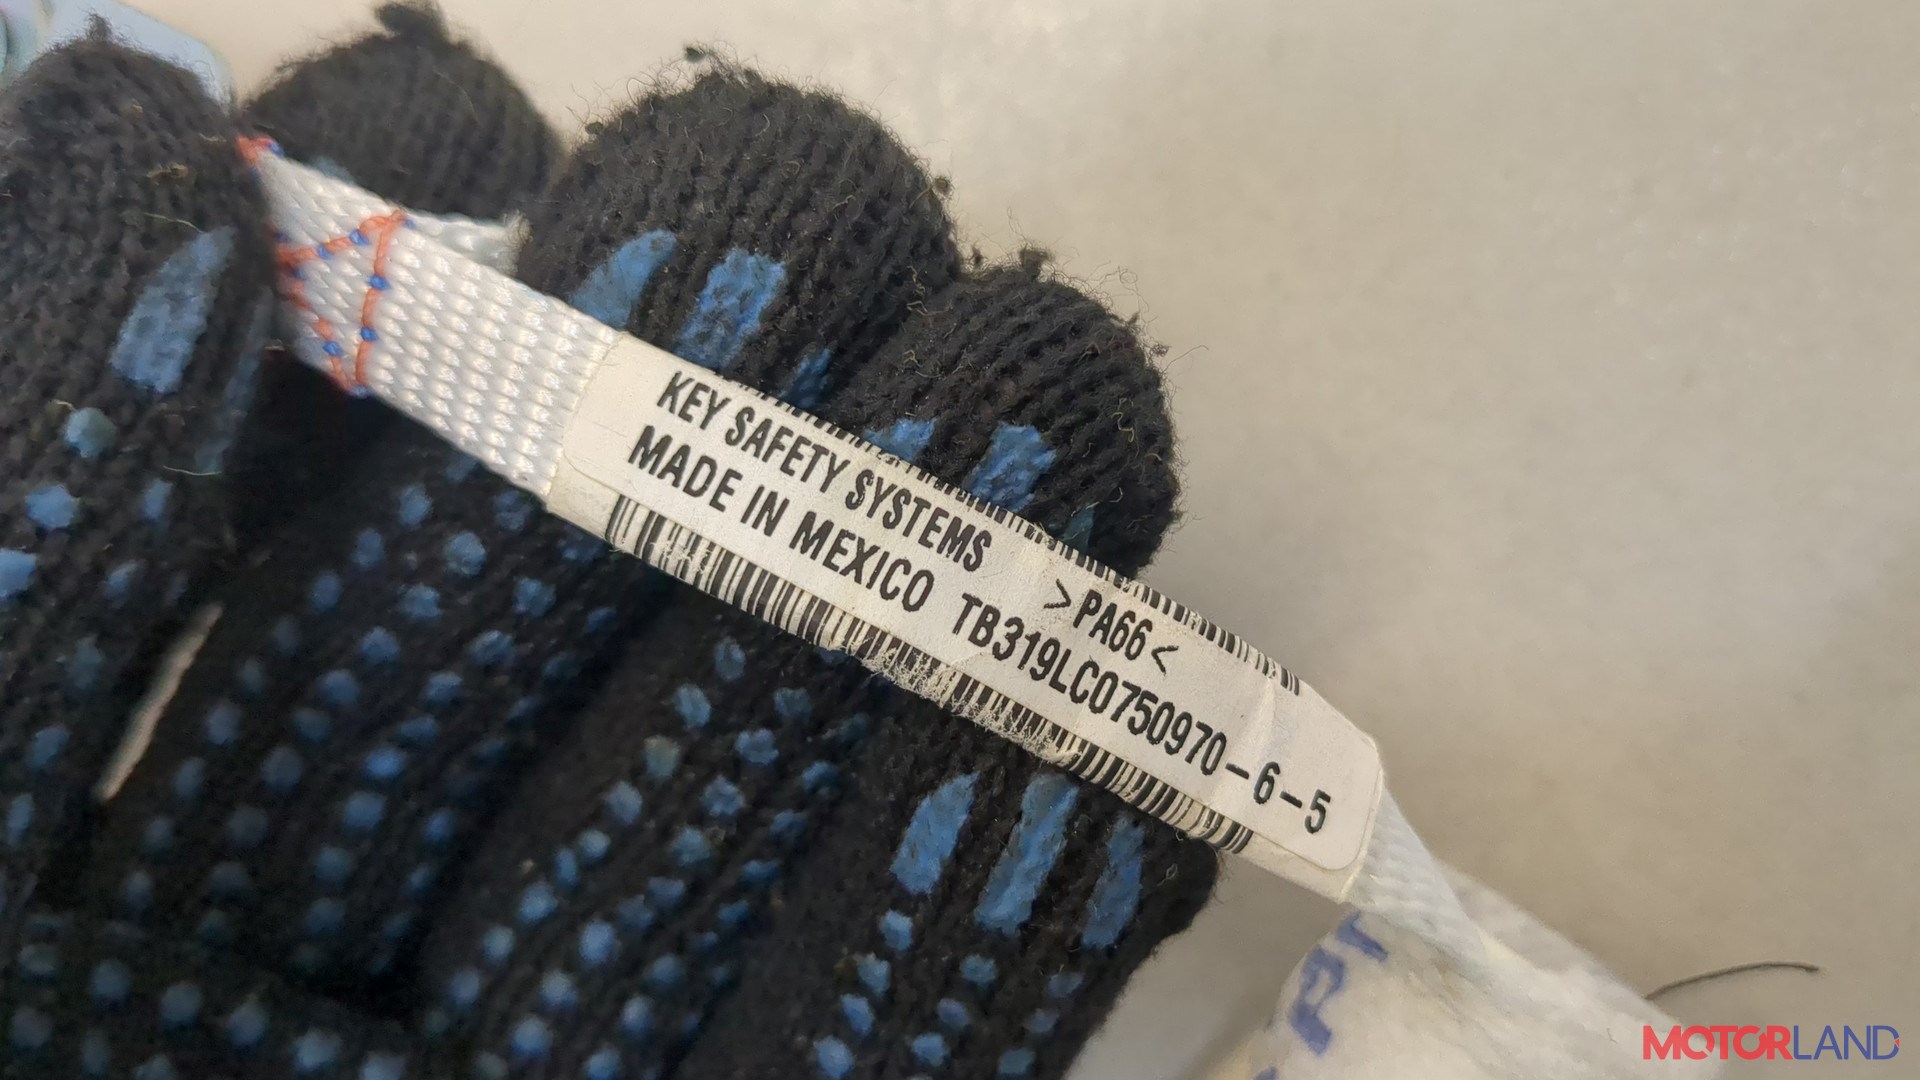 KEY SAFETY SYSTEMS >PA66<
MADE IN MEXICO TB319LC0750970-6-5
MOTORLAND